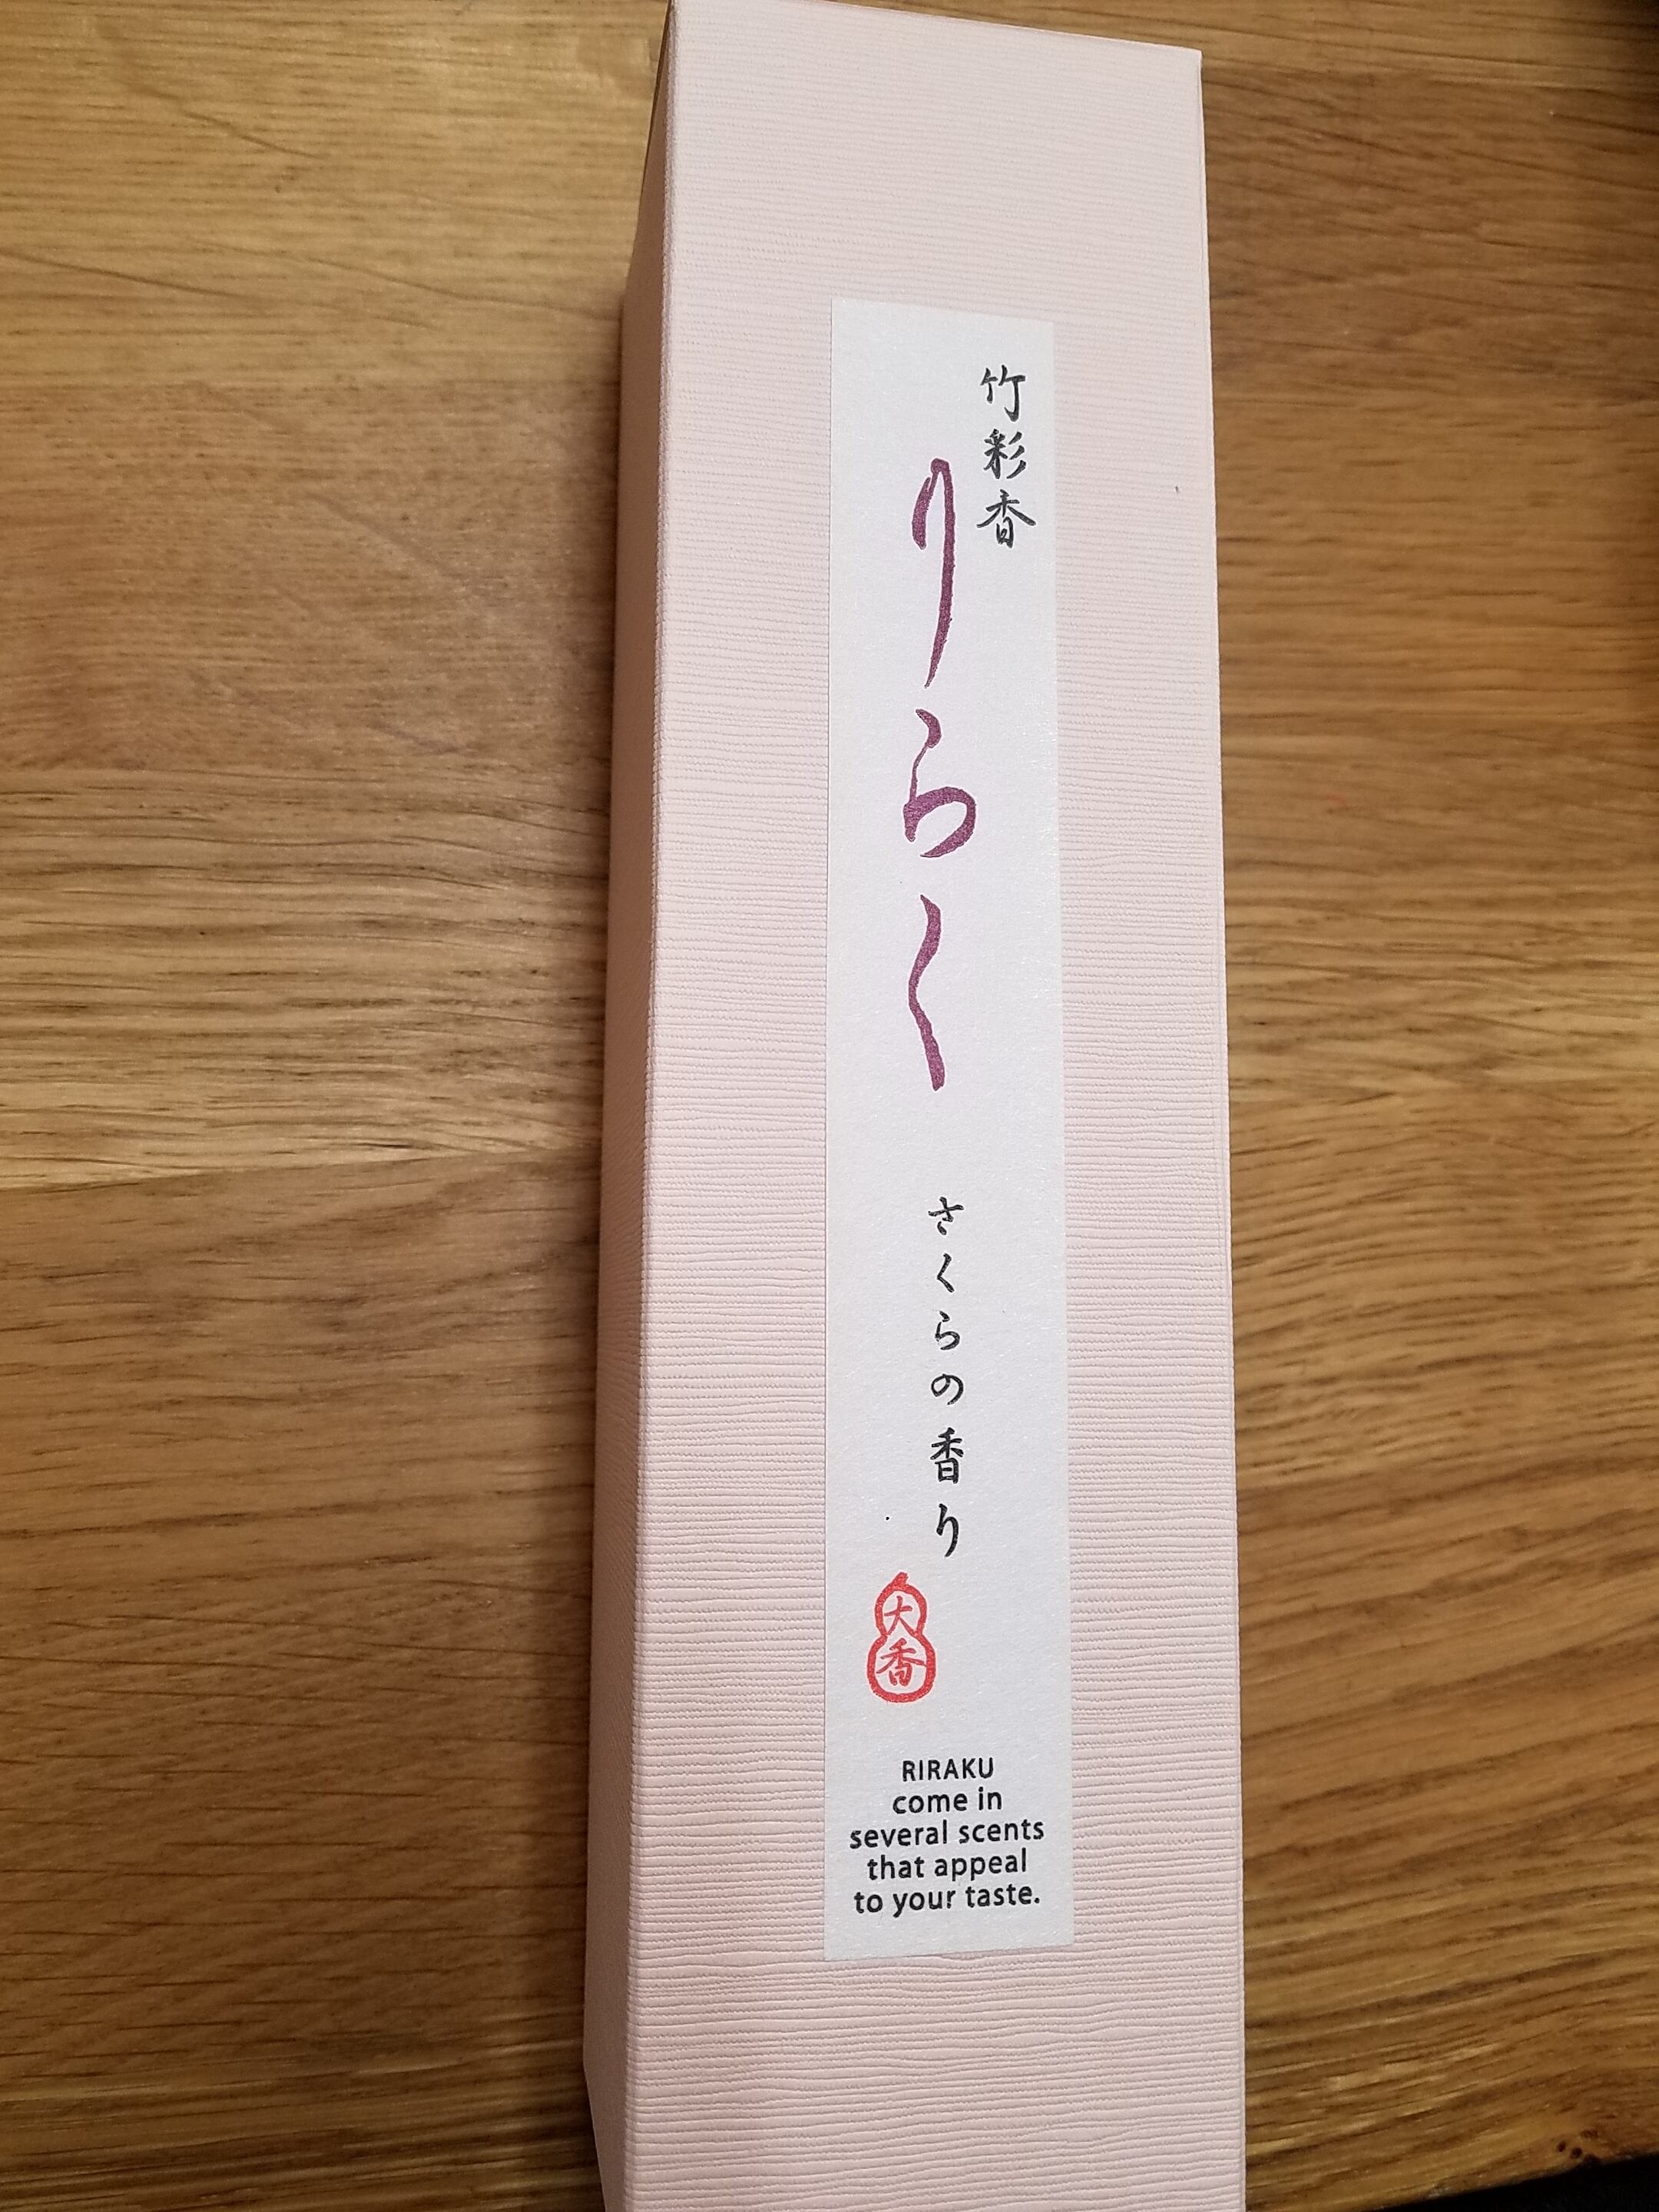 竹彩香
りらく
さくらの香り
大香
RIRAKU
come in
several scents
that appeal
to your taste.